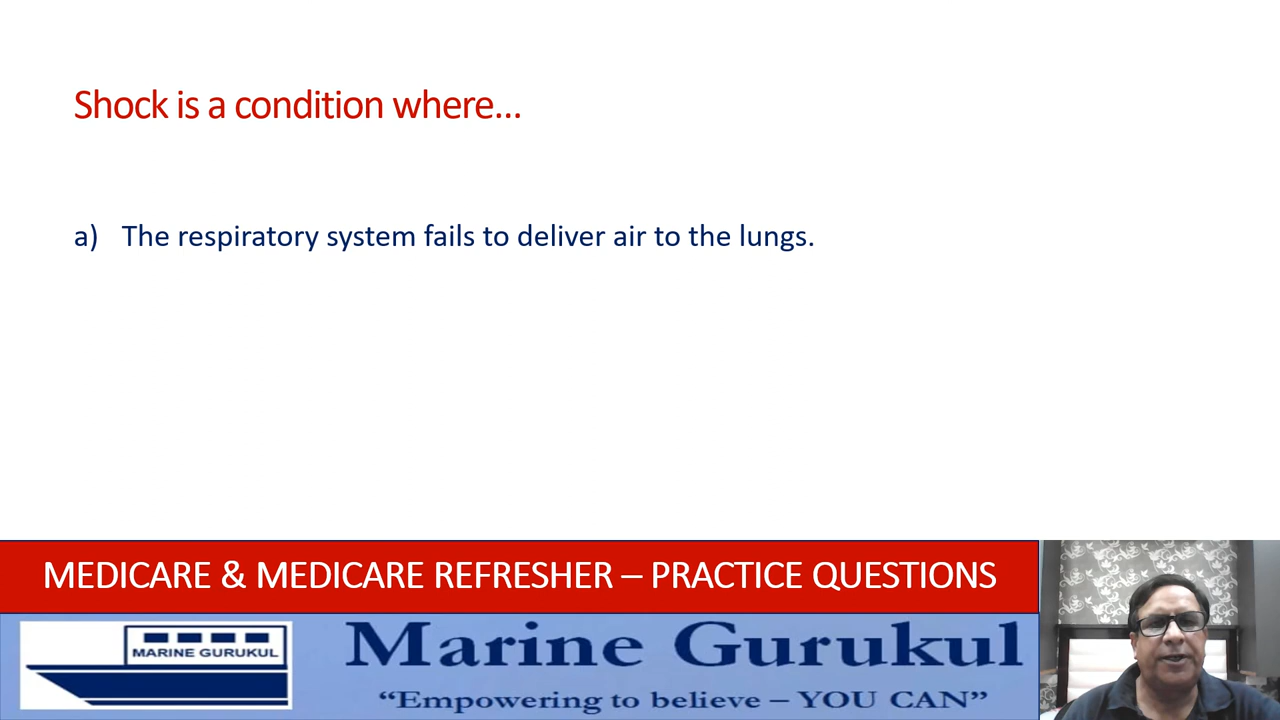 Shock is a condition where...
a) The respiratory system fails to deliver air to the lungs.
MEDICARE & MEDICARE REFRESHER – PRACTICE QUESTIONS
MARINE GURUKUL
Marine Gurukul
“Empowering to believe – YOU CAN”